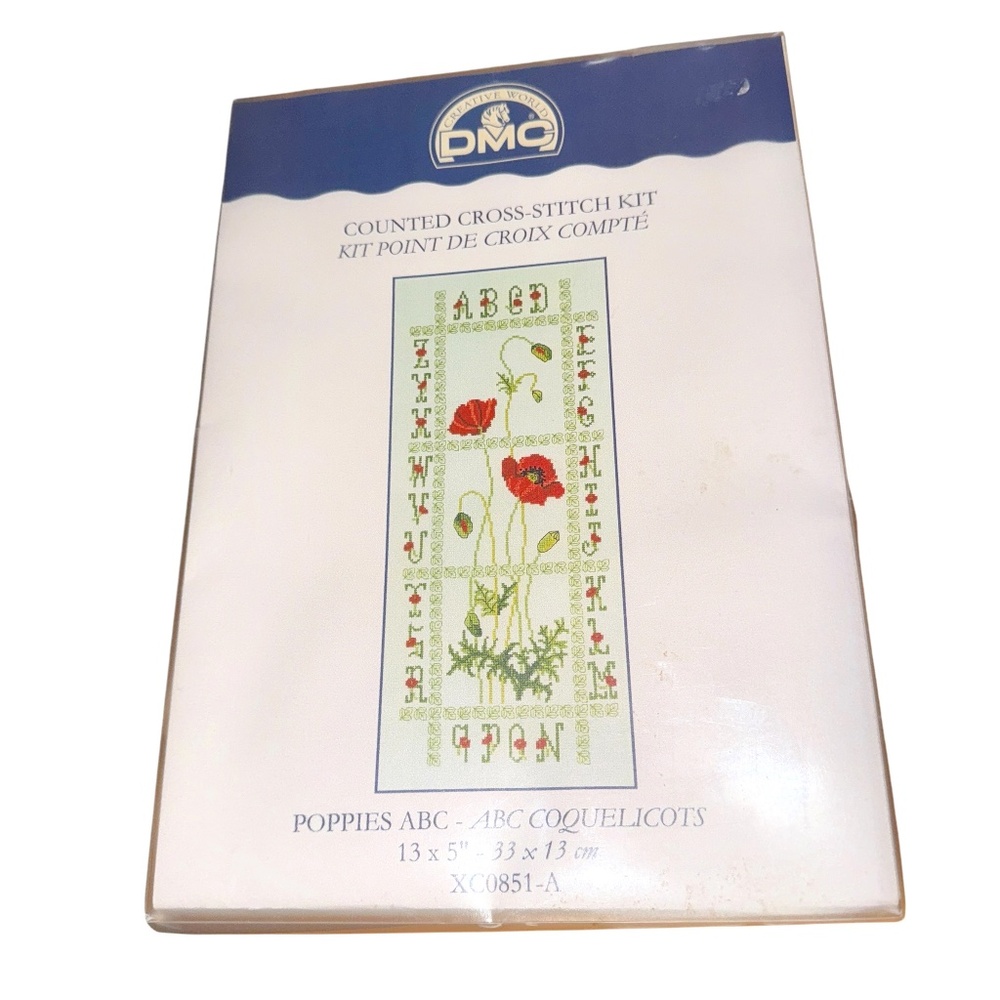 CREATIVE WORLD
DMC®
COUNTED CROSS-STITCH KIT
KIT POINT DE CROIX COMPTÉ
A B C D
E F G
H I J
K L M
N O P Q
R S T
U V W
X Y Z
POPPIES ABC - ABC COQUELICOTS
13 x 5" - 33 x 13 cm
XC0851-A